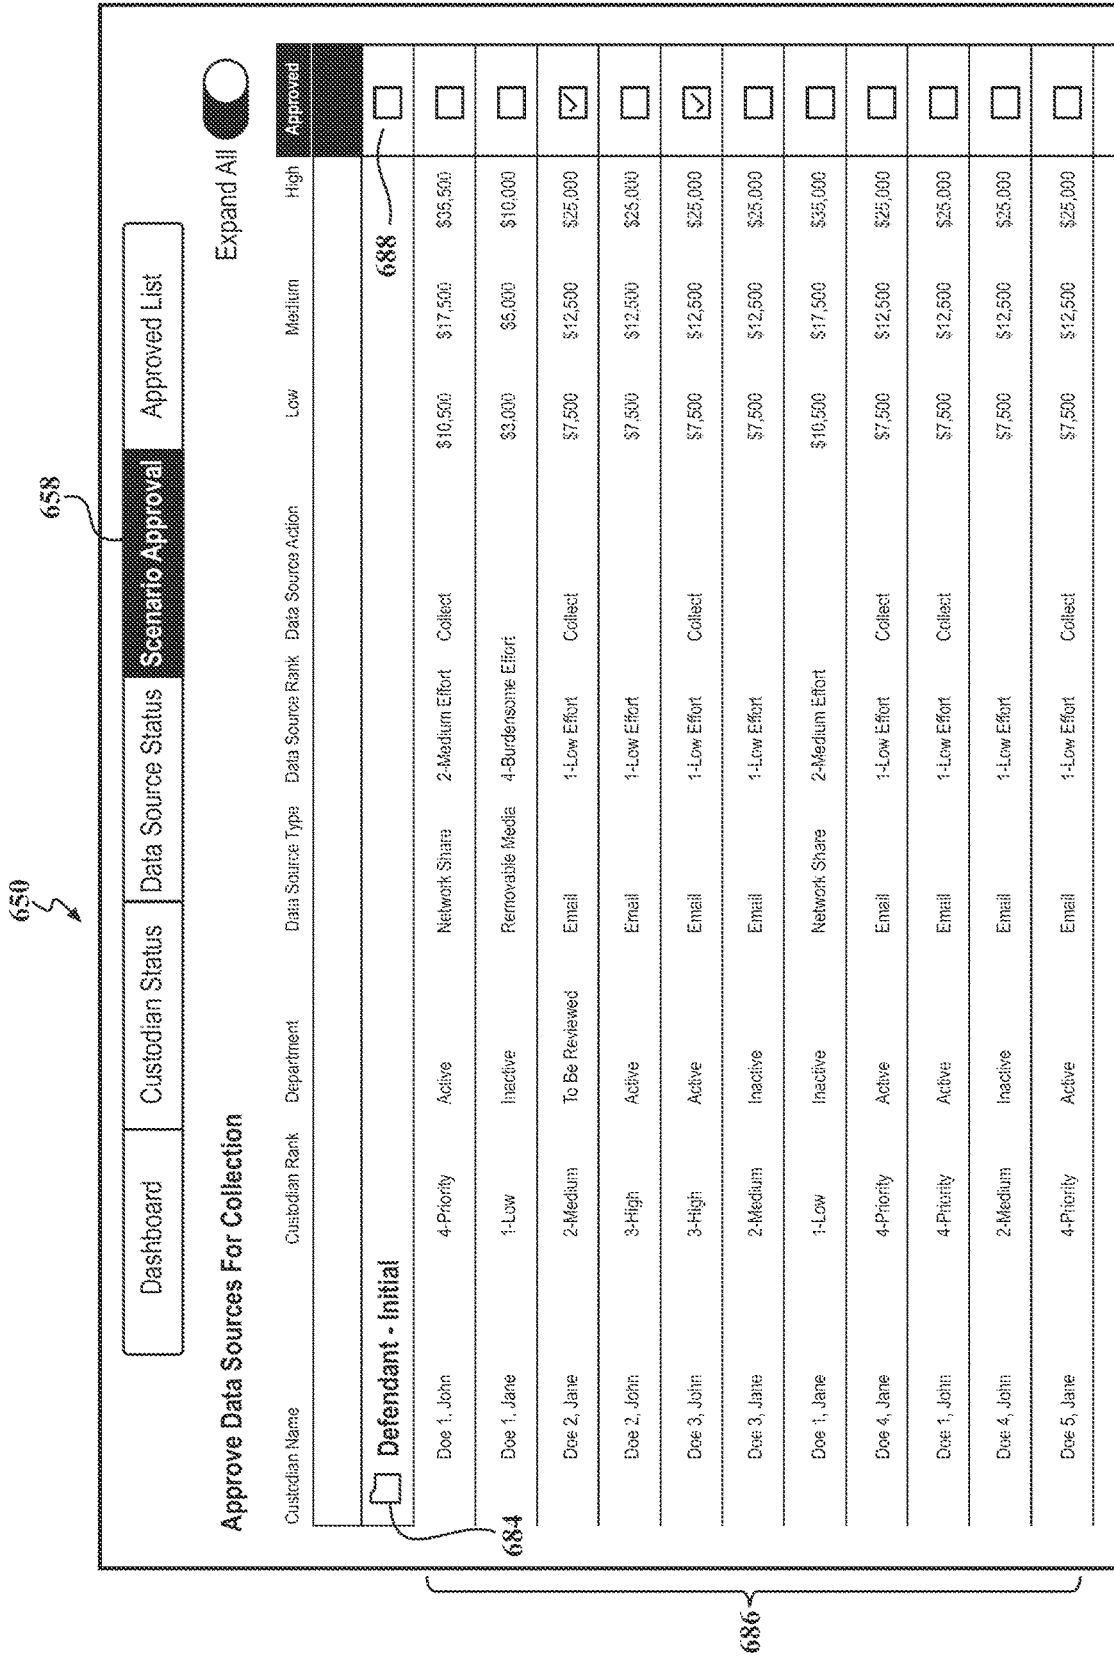 650
658
Dashboard Custodian Status Data Source Status Scenario Approval Approved List
Approve Data Sources For Collection Expand All
Custodian Name Custodian Rank Department Data Source Type Data Source Rank Data Source Action Low Medium High Approved
684 Defendant - Initial 688
Doe 1, John 4-Priority Active Network Share 2-Medium Effort Collect $10,500 $17,500 $35,500
Doe 1, Jane 1-Low Inactive Removable Media 4-Burdensome Effort $3,000 $5,000 $10,000
Doe 2, Jane 2-Medium To Be Reviewed Email 1-Low Effort Collect $7,500 $12,500 $25,000
Doe 2, John 3-High Active Email 1-Low Effort $7,500 $12,500 $25,000
Doe 3, John 3-High Active Email 1-Low Effort Collect $7,500 $12,500 $25,000
Doe 3, Jane 2-Medium Inactive Email 1-Low Effort $7,500 $12,500 $25,000
Doe 1, Jane 1-Low Inactive Network Share 2-Medium Effort $10,500 $17,500 $35,000
Doe 4, Jane 4-Priority Active Email 1-Low Effort Collect $7,500 $12,500 $25,000
Doe 1, John 4-Priority Active Email 1-Low Effort Collect $7,500 $12,500 $25,000
Doe 4, John 2-Medium Inactive Email 1-Low Effort $7,500 $12,500 $25,000
Doe 5, Jane 4-Priority Active Email 1-Low Effort Collect $7,500 $12,500 $25,000
686